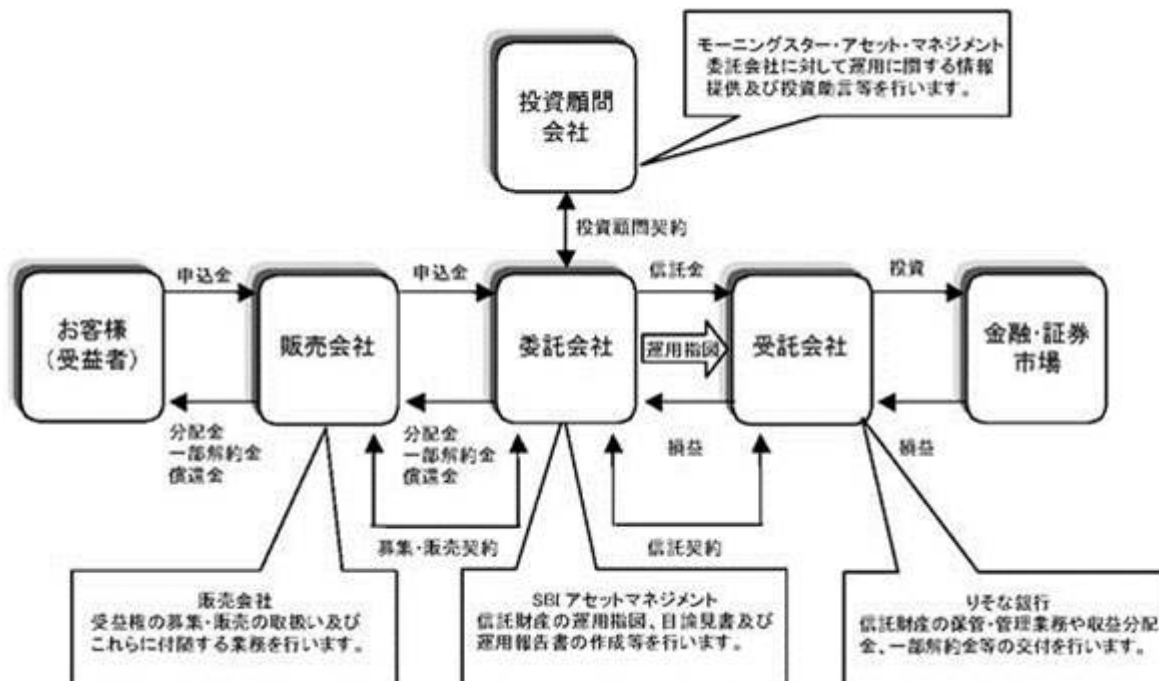 モーニングスター・アセット・マネジメント
委託会社に対して運用に関する情報
提供及び投資助言等を行います。
投資顧問
会社
投資顧問契約
申込金
申込金
信託金
投資
お客様
(受益者)
販売会社
委託会社
運用指図
受託会社
金融・証券
市場
分配金
一部解約金
償還金
分配金
一部解約金
償還金
損益
損益
募集・販売契約
信託契約
販売会社
受益権の募集・販売の取扱い及び
これらに付随する業務を行います。
SBIアセットマネジメント
信託財産の運用指図、目論見書及び
運用報告書の作成等を行います。
りそな銀行
信託財産の保管・管理業務や収益分配
金、一部解約金等の交付を行います。